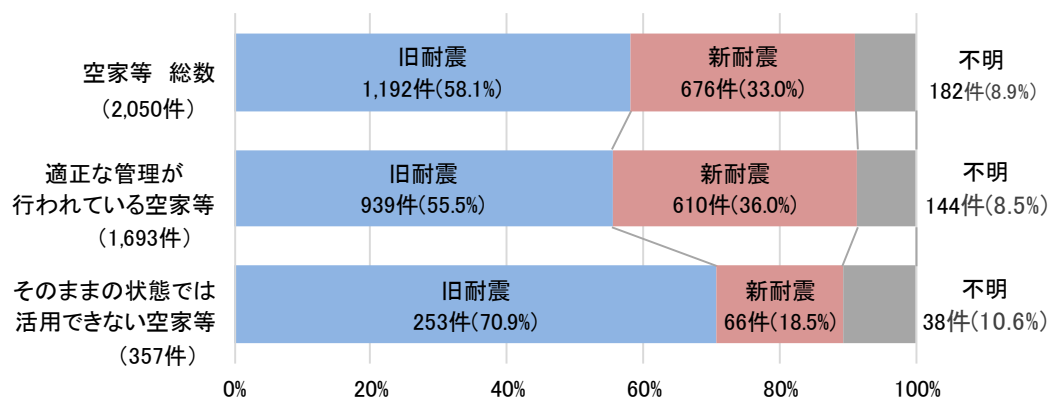 空家等 総数
（2,050件）
旧耐震
1,192件(58.1%)
新耐震
676件(33.0%)
不明
182件(8.9%)
適正な管理が
行われている空家等
（1,693件）
旧耐震
939件(55.5%)
新耐震
610件(36.0%)
不明
144件(8.5%)
そのままの状態では
活用できない空家等
（357件）
旧耐震
253件(70.9%)
新耐震
66件(18.5%)
不明
38件(10.6%)
0%
20%
40%
60%
80%
100%